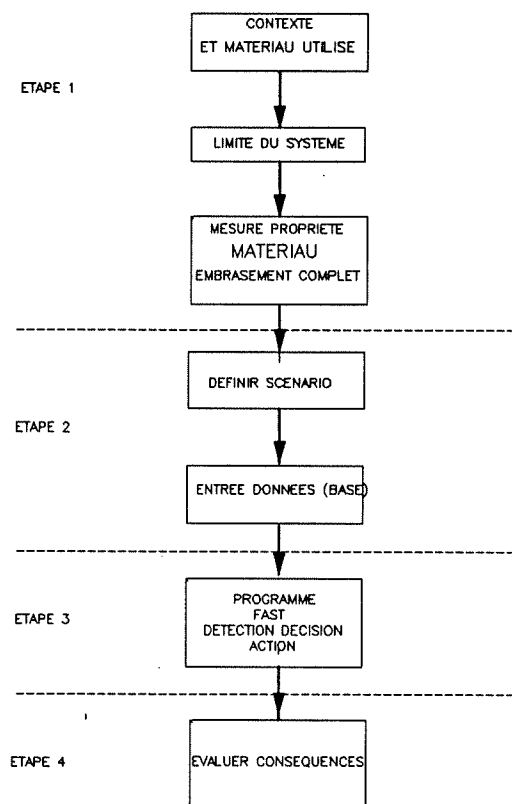 CONTEXTE
ET MATERIAU UTILISE
ETAPE 1
LIMITE DU SYSTEME
MESURE PROPRIETE
MATERIAU
EMBRASEMENT COMPLET
DEFINIR SCENARIO
ETAPE 2
ENTREE DONNEES (BASE)
PROGRAMME
FAST
ETAPE 3
DETECTION DECISION
ACTION
EVALUER CONSEQUENCES
ETAPE 4